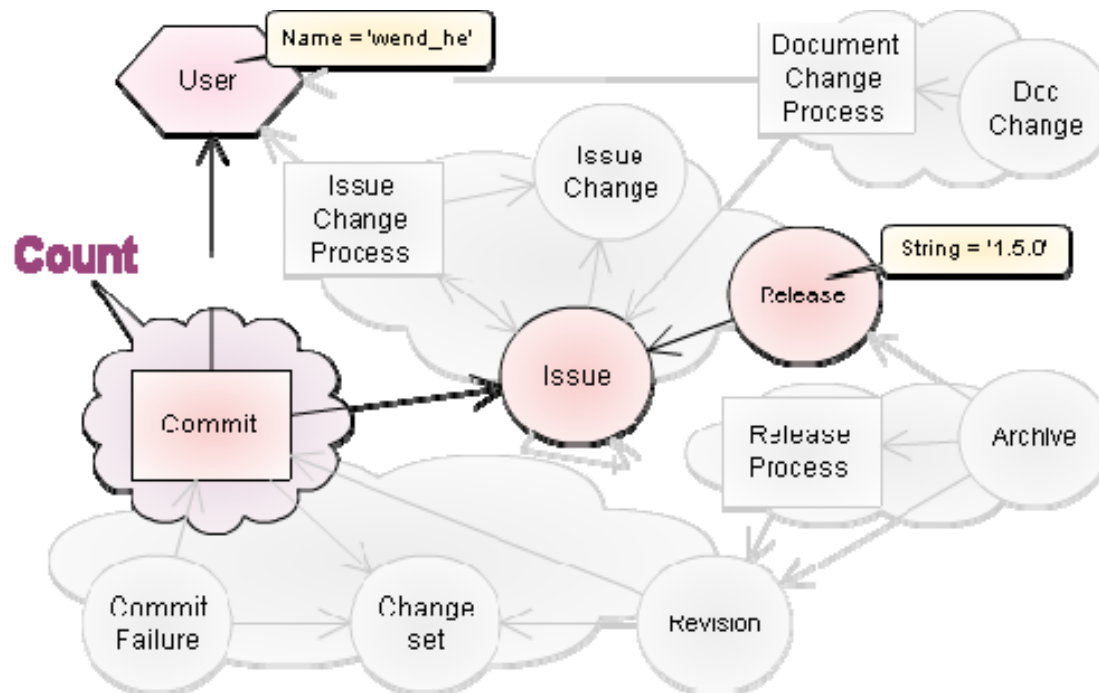 Name = 'wend_he'
User
Document
Change
Process
Dcc
Change
Issue
Change
Issue
Change
Process
Count
String = '1.5.0'
Release
Issue
Commit
Release
Process
Archive
Commit
Failure
Change
set
Revision